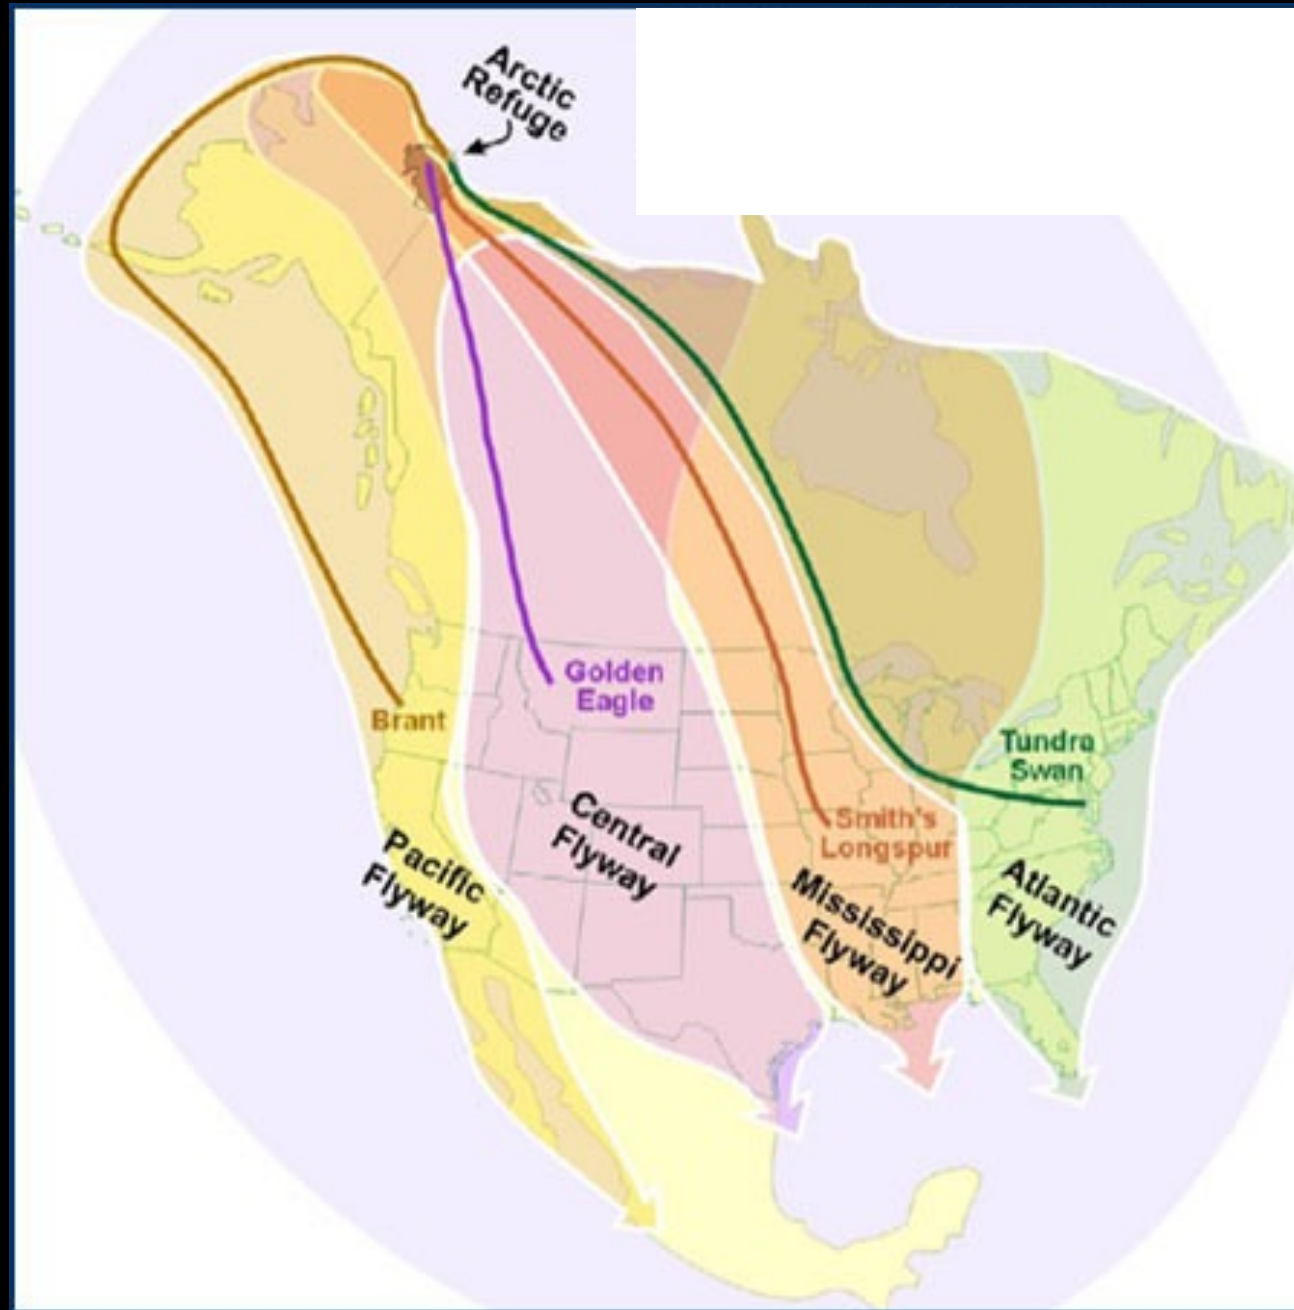 Arctic
Refuge
Golden
Eagle
Brant
Tundra
Swan
Smith's
Longspur
Central
Flyway
Pacific
Flyway
Mississippi
Flyway
Atlantic
Flyway